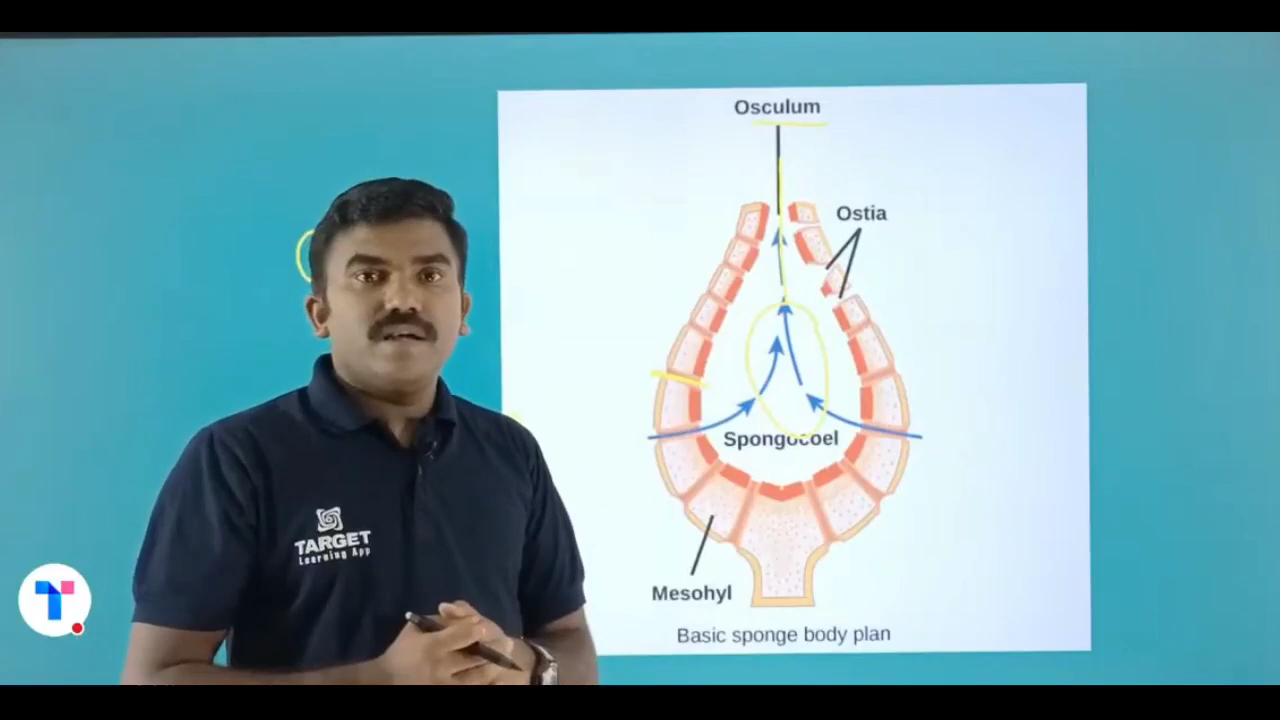 Osculum
Ostia
Spongocoel
Mesohyl
Basic sponge body plan
TARGET
Learning App
T